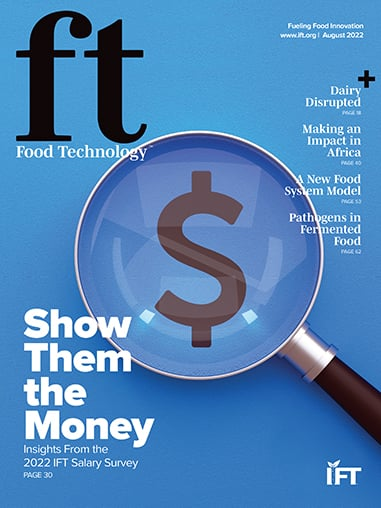 Fueling Food Innovation
www.ift.org | August 2022
ft
Food Technology™
+
Dairy
Disrupted
PAGE 18
Making an
Impact in
Africa
PAGE 40
A New Food
System Model
PAGE 52
Pathogens in
Fermented
Food
PAGE 62
$
Show
Them
the
Money
Insights From the
2022 IFT Salary Survey
PAGE 30
IFT